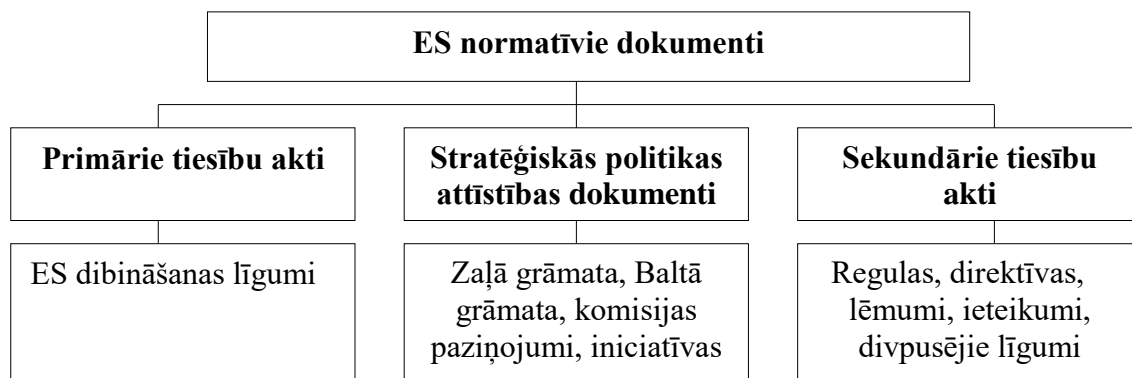 ES normatīvie dokumenti
Primārie tiesību akti
Stratēģiskās politikas
attīstības dokumenti
Sekundārie tiesību
akti
ES dibināšanas līgumi
Zaļā grāmata, Baltā
grāmata, komisijas
paziņojumi, iniciatīvas
Regulas, direktīvas,
lēmumi, ieteikumi,
divpusējie līgumi